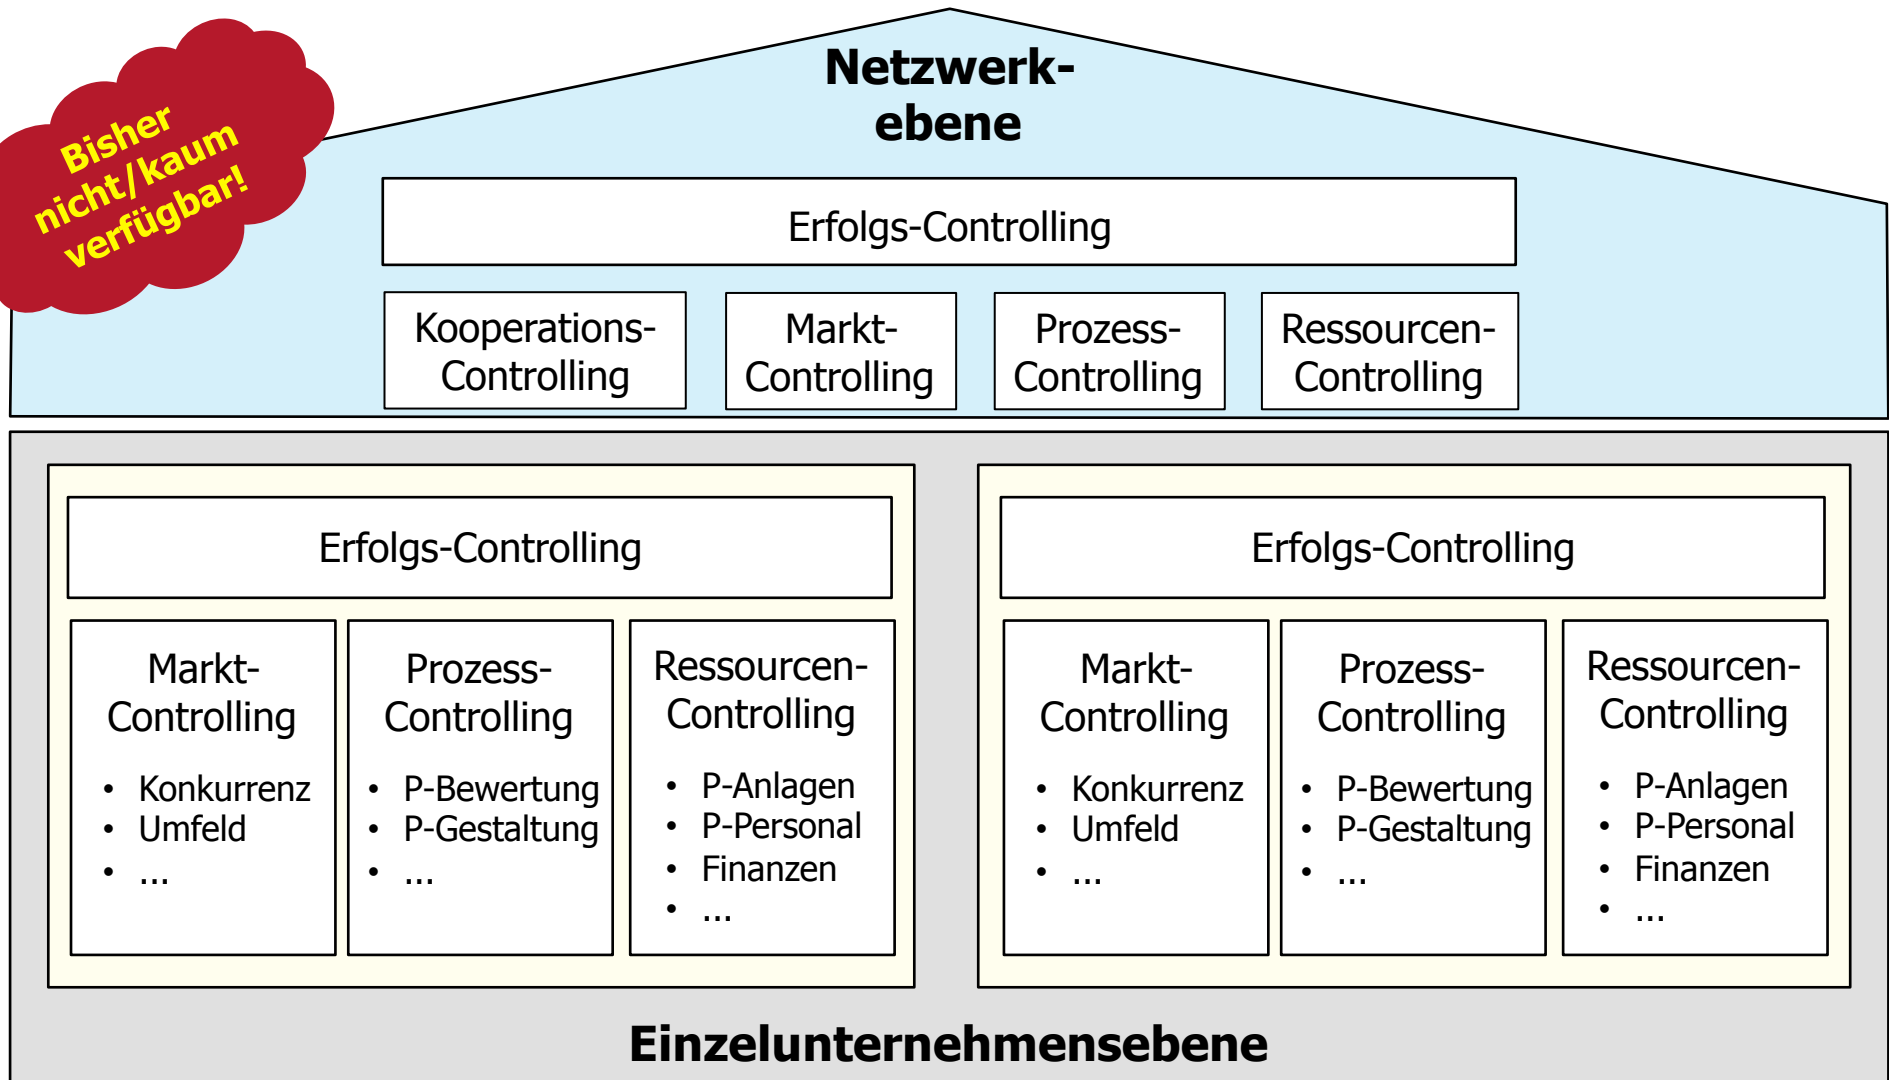 Bisher
nicht/kaum
verfügbar!
Netzwerk-
ebene
Erfolgs-Controlling
Kooperations-
Controlling
Markt-
Controlling
Prozess-
Controlling
Ressourcen-
Controlling
Erfolgs-Controlling
Markt-
Controlling
• Konkurrenz
• Umfeld
• ...
Prozess-
Controlling
• P-Bewertung
• P-Gestaltung
• ...
Ressourcen-
Controlling
• P-Anlagen
• P-Personal
• Finanzen
• ...
Erfolgs-Controlling
Markt-
Controlling
• Konkurrenz
• Umfeld
• ...
Prozess-
Controlling
• P-Bewertung
• P-Gestaltung
• ...
Ressourcen-
Controlling
• P-Anlagen
• P-Personal
• Finanzen
• ...
Einzelunternehmensebene